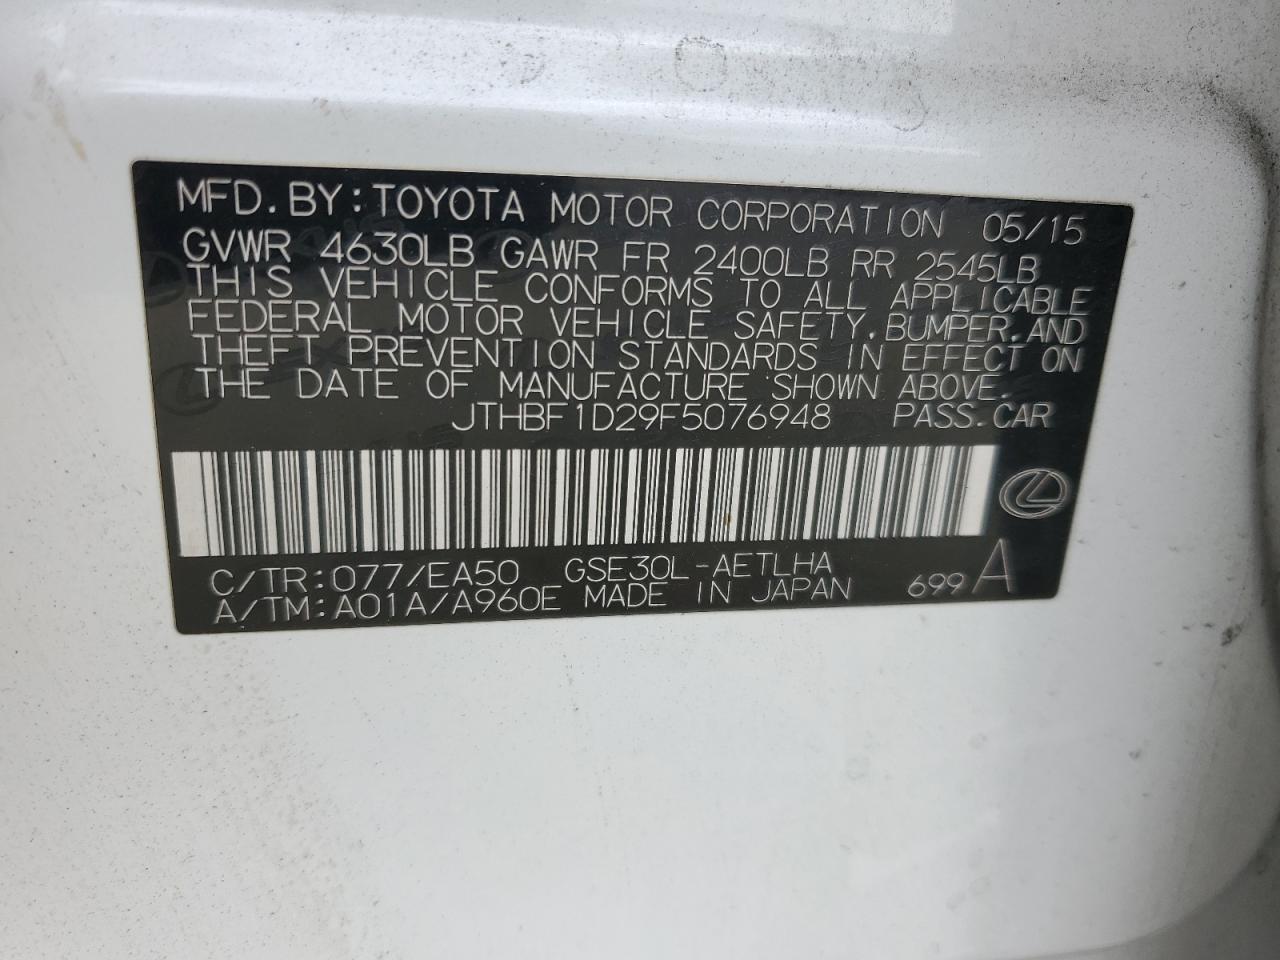 MFD. BY: TOYOTA MOTOR CORPORATION 05/15
GVWR 4630LB GAWR FR 2400LB RR 2545LB
THIS VEHICLE CONFORMS TO ALL APPLICABLE
FEDERAL MOTOR VEHICLE SAFETY, BUMPER, AND
THEFT PREVENTION STANDARDS IN EFFECT ON
THE DATE OF MANUFACTURE SHOWN ABOVE.
JTHBF1D29F5076948 PASS. CAR
C/TR: 077/EA50 GSE30L-AETLHA
A/TM: A01A/A960E MADE IN JAPAN 699 A